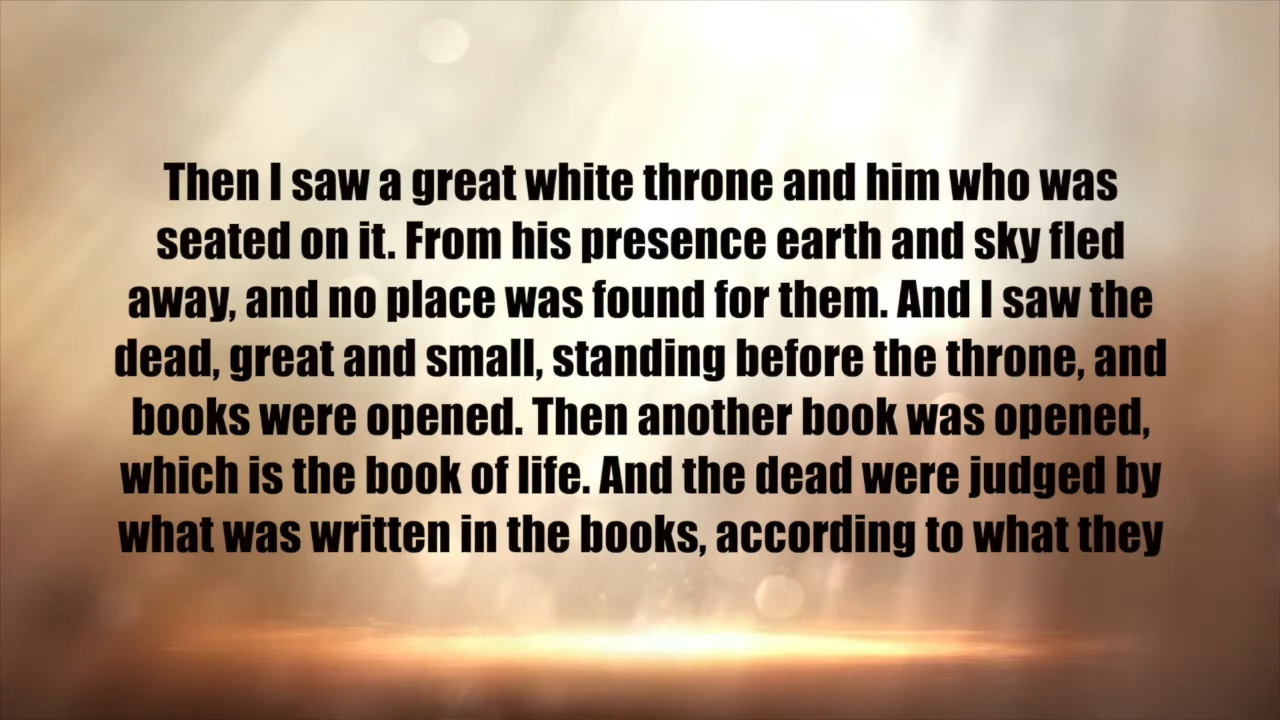 Then I saw a great white throne and him who was
seated on it. From his presence earth and sky fled
away, and no place was found for them. And I saw the
dead, great and small, standing before the throne, and
books were opened. Then another book was opened,
which is the book of life. And the dead were judged by
what was written in the books, according to what they